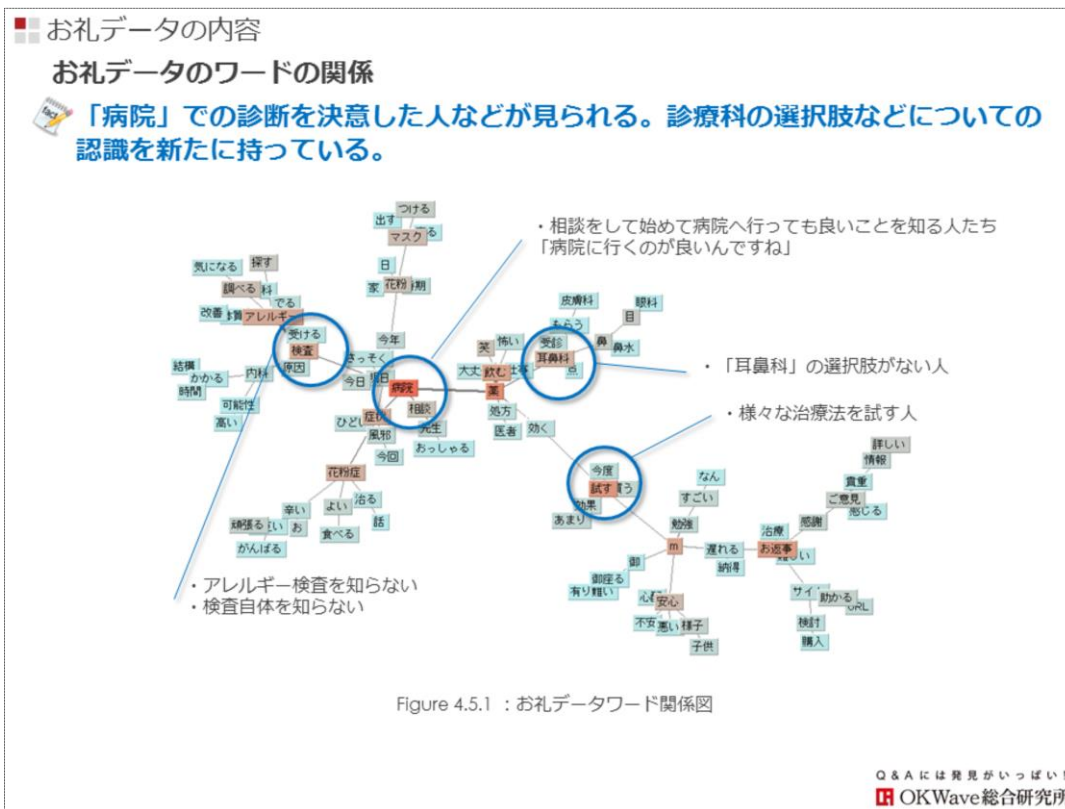 お礼データの内容
お礼データのワードの関係
fact
「病院」での診断を決意した人などが見られる。診療科の選択肢などについての
認識を新たに持っている。
・相談をして始めて病院へ行っても良いことを知る人たち
「病院に行くのが良いんですね」
・「耳鼻科」の選択肢がない人
・様々な治療法を試す人
・アレルギー検査を知らない
・検査自体を知らない
つける
出す
マスク
日
家
花粉
今年
気になる
探す
調べる
科
でる
改善
アレルギー
受ける
検査
原因
結構
かかる
時間
内科
可能性
高い
さっそく
今日
病院
相談
先生
おっしゃる
風邪
今回
花粉症
辛い
お
よい
治る
話
食べる
頑張る
がんばる
笑
怖い
飲む
薬
処方
医者
効く
皮膚科
もらう
受診
耳鼻科
眼科
目
鼻
鼻水
今度
試す
効果
あまり
なん
すごい
勉強
m
遅れる
納得
御
御座る
有り難い
安心
悪い
様子
子供
治療
お返事
感謝
ご意見
感じる
貴重
情報
詳しい
助かる
URL
検討
購入
Figure 4.5.1 ：お礼データワード関係図
Q&Aには発見がいっぱい!
OKWave総合研究所